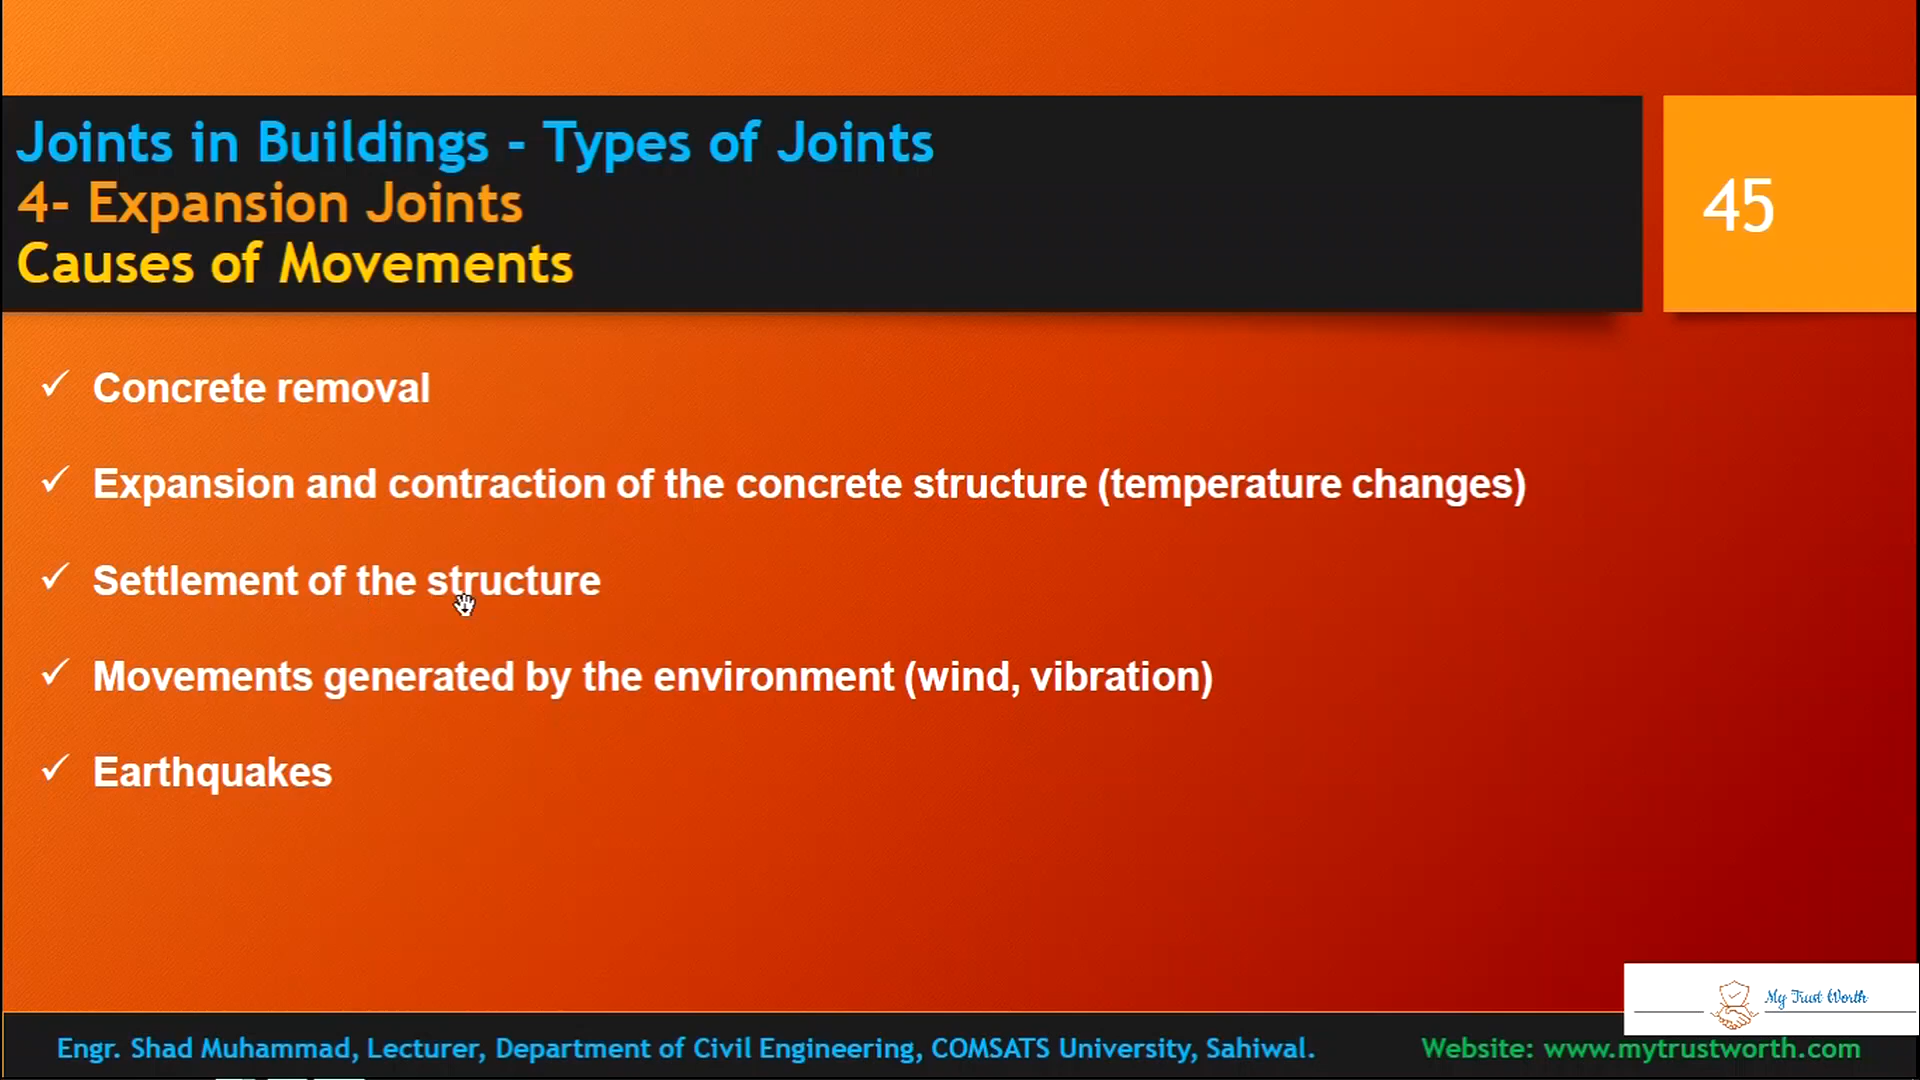 Joints in Buildings - Types of Joints
4- Expansion Joints
Causes of Movements
45
Concrete removal
Expansion and contraction of the concrete structure (temperature changes)
Settlement of the structure
Movements generated by the environment (wind, vibration)
Earthquakes
My Trust Worth
Engr. Shad Muhammad, Lecturer, Department of Civil Engineering, COMSATS University, Sahiwal.
Website: www.mytrustworth.com